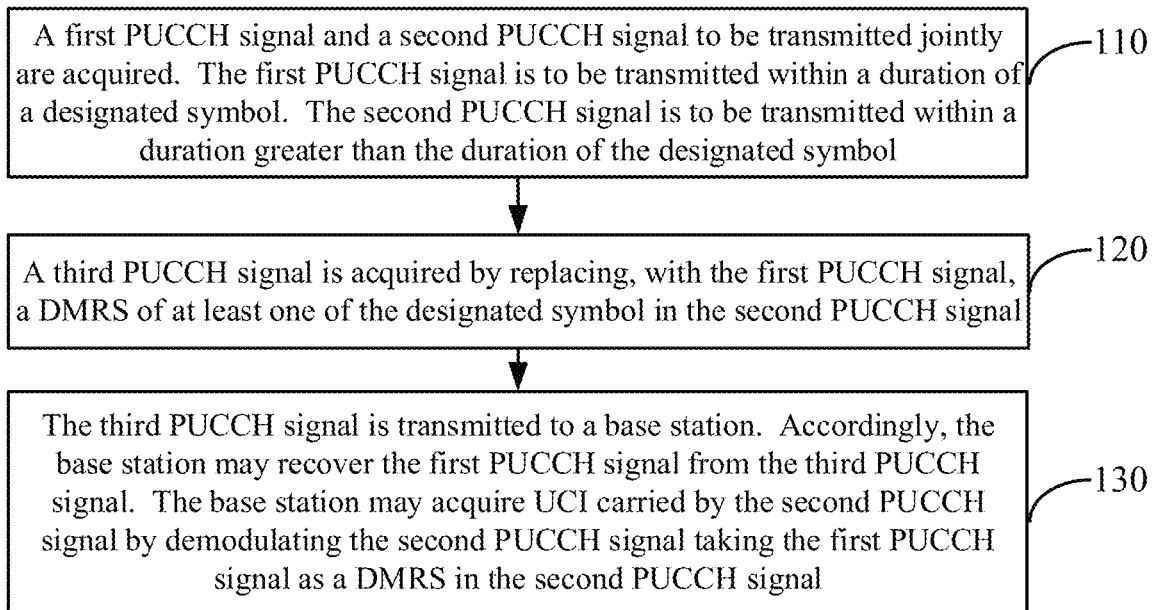 A first PUCCH signal and a second PUCCH signal to be transmitted jointly
are acquired. The first PUCCH signal is to be transmitted within a duration of
a designated symbol. The second PUCCH signal is to be transmitted within a
duration greater than the duration of the designated symbol
110
A third PUCCH signal is acquired by replacing, with the first PUCCH signal,
a DMRS of at least one of the designated symbol in the second PUCCH signal
120
The third PUCCH signal is transmitted to a base station. Accordingly, the
base station may recover the first PUCCH signal from the third PUCCH
signal. The base station may acquire UCI carried by the second PUCCH
signal by demodulating the second PUCCH signal taking the first PUCCH
signal as a DMRS in the second PUCCH signal
130